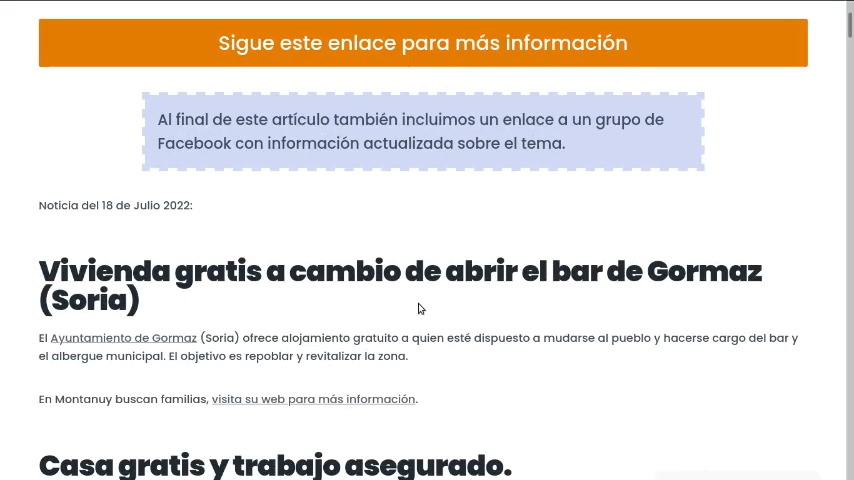 Sigue este enlace para más información
Al final de este artículo también incluimos un enlace a un grupo de
Facebook con información actualizada sobre el tema.
Noticia del 18 de Julio 2022:
Vivienda gratis a cambio de abrir el bar de Gormaz
(Soria)
El Ayuntamiento de Gormaz (Soria) ofrece alojamiento gratuito a quien esté dispuesto a mudarse al pueblo y hacerse cargo del bar y
el albergue municipal. El objetivo es repoblar y revitalizar la zona.
En Montanuy buscan familias, visita su web para más información.
Casa gratis y trabajo asegurado.